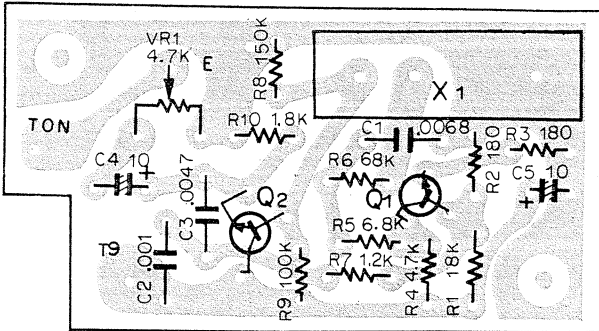 VR1
4.7K
E
R8 150K
X1
TON
R10 1.8K
C1 .0068
R3 180
R2 180
C4 10
+
C3 .0047
R6 68K
Q1
C5 10
+
Q2
R5 6.8K
T9
C2 .001
R9 100K
R7 1.2K
R4 4.7K
R1 18K